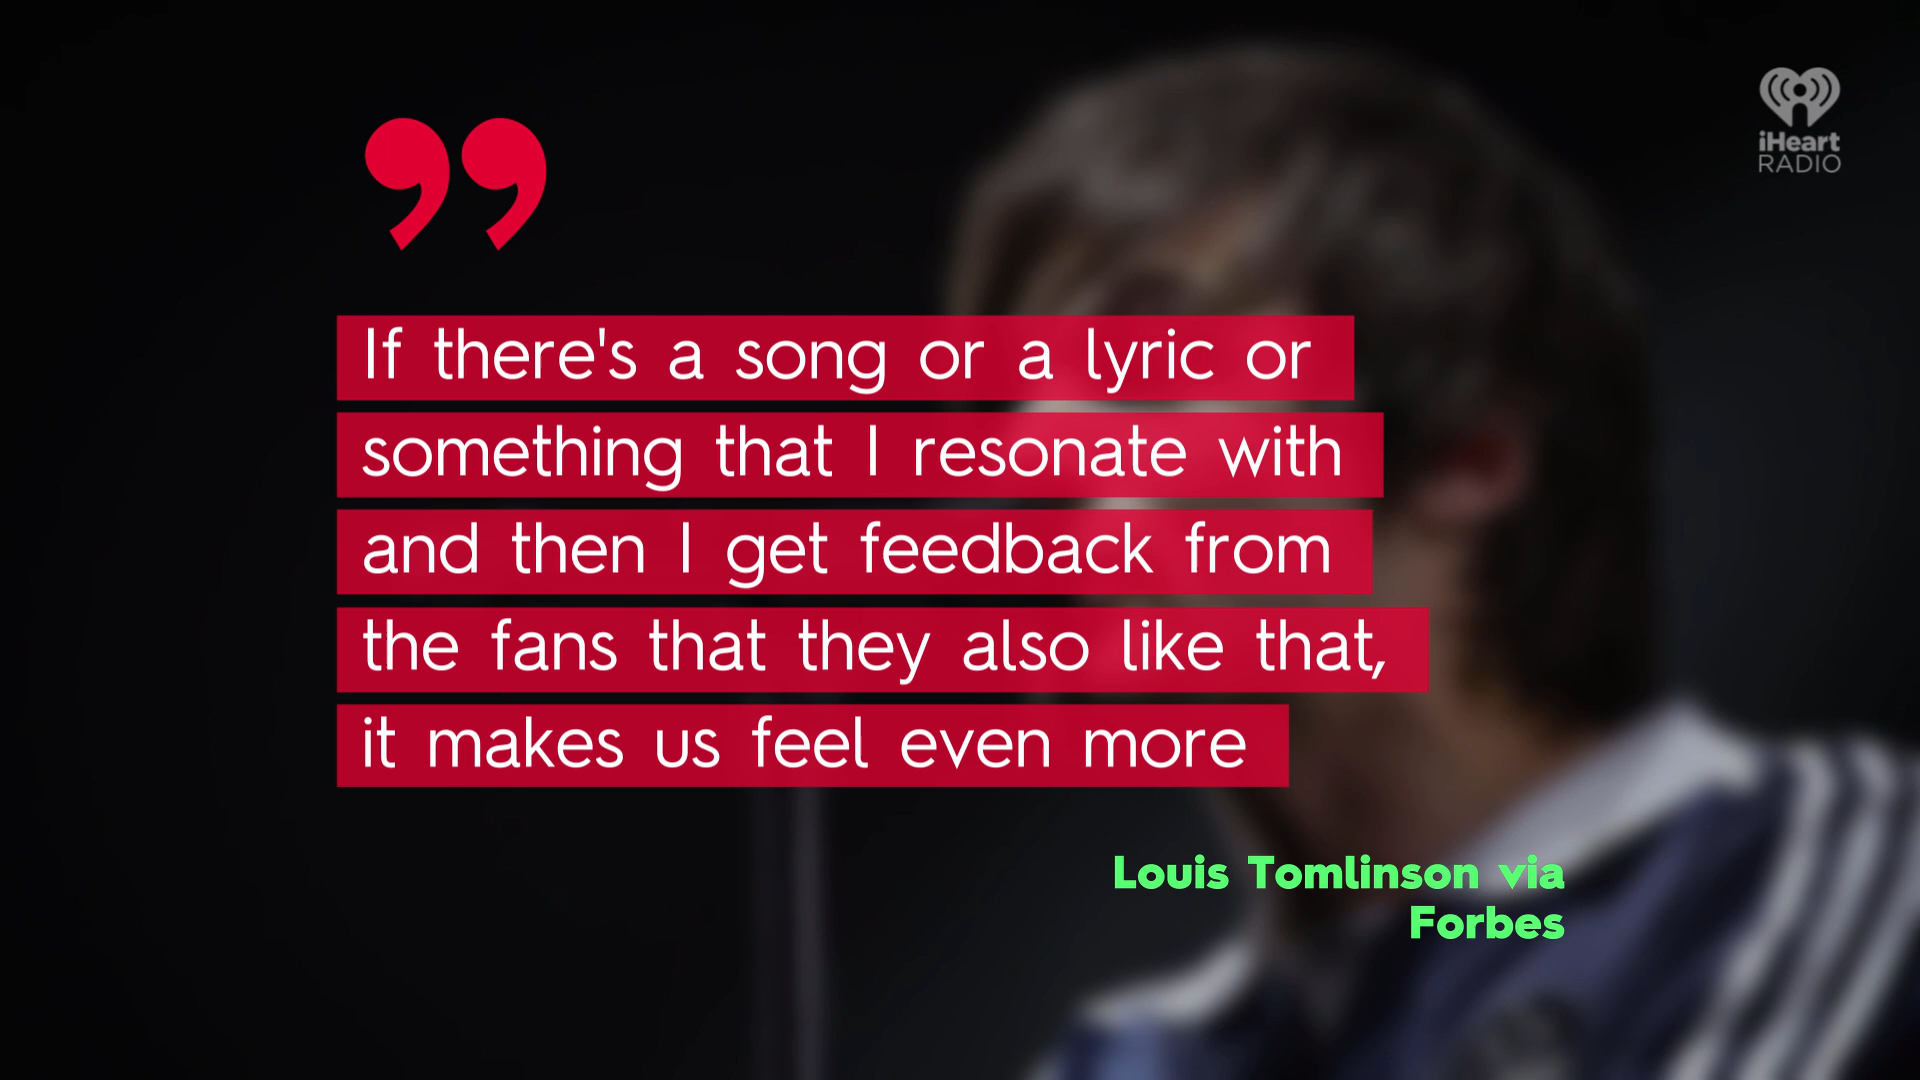 iHeart
RADIO
”
If there's a song or a lyric or
something that I resonate with
and then I get feedback from
the fans that they also like that,
it makes us feel even more
Louis Tomlinson via
Forbes